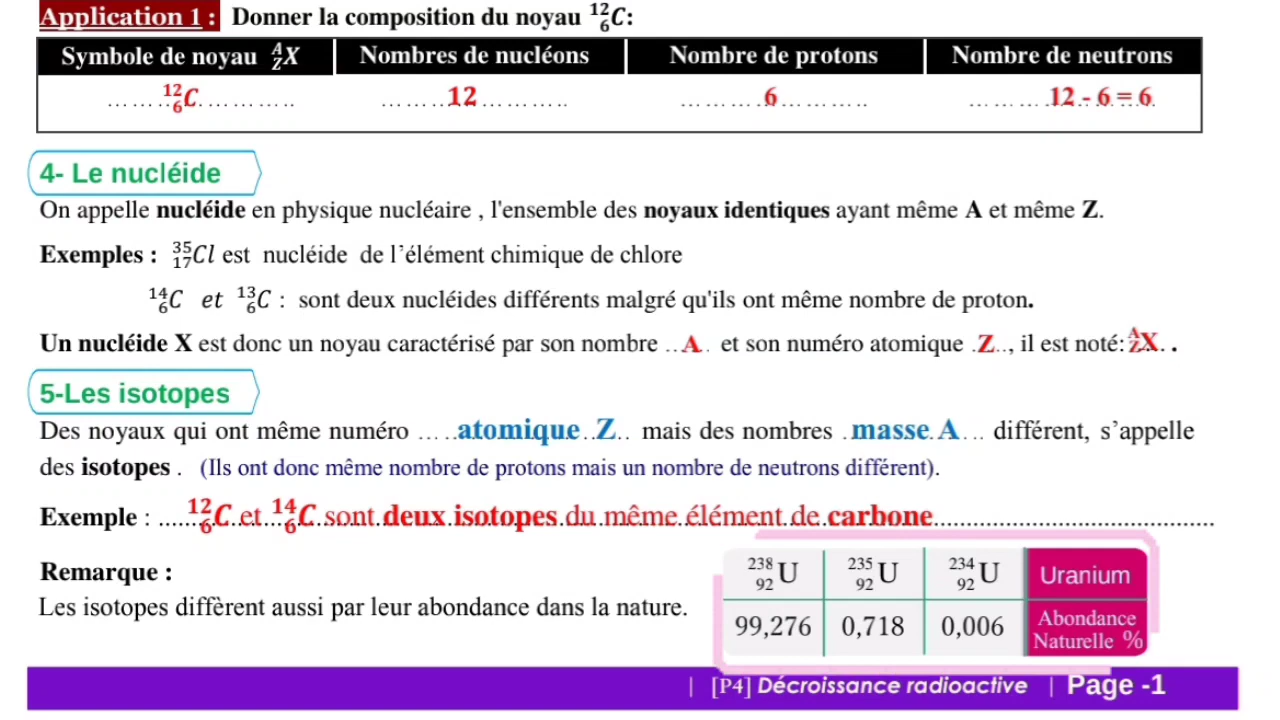 Application 1 : Donner la composition du noyau ¹²₆C:
Symbole de noyau ᴬ_ZX Nombres de nucléons Nombre de protons Nombre de neutrons
……..¹²₆C………….. ……..12……….. ……….6……….. ……….12 - 6 = 6
4- Le nucléide
On appelle nucléide en physique nucléaire , l'ensemble des noyaux identiques ayant même A et même Z.
Exemples : ³⁵₁₇Cl est nucléide de l’élément chimique de chlore
¹⁴₆C et ¹³₆C : sont deux nucléides différents malgré qu'ils ont même nombre de proton.
Un nucléide X est donc un noyau caractérisé par son nombre ..A. et son numéro atomique .Z.., il est noté: ᴬ_ZX. .
5-Les isotopes
Des noyaux qui ont même numéro …..atomique..Z.. mais des nombres .masse.A…. différent, s’appelle
des isotopes . (Ils ont donc même nombre de protons mais un nombre de neutrons différent).
Exemple : ......¹²₆C et ¹⁴₆C sont deux isotopes du même élément de carbone..........................................
Remarque :
Les isotopes diffèrent aussi par leur abondance dans la nature.
²³⁸₉₂U ²³⁵₉₂U ²³⁴₉₂U Uranium
99,276 0,718 0,006 Abondance Naturelle %
| [P4] Décroissance radioactive | Page -1